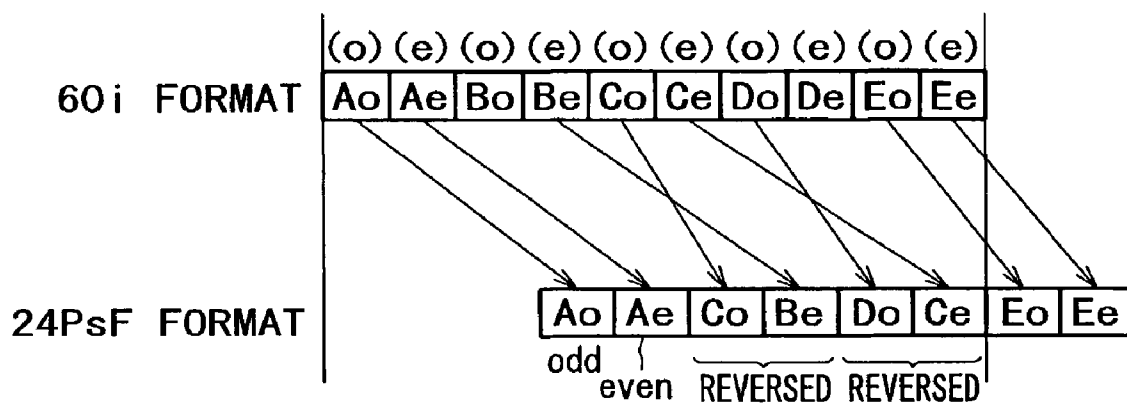 (o) (e) (o) (e) (o) (e) (o) (e) (o) (e)
60i FORMAT Ao Ae Bo Be Co Ce Do De Eo Ee
24PsF FORMAT Ao Ae Co Be Do Ce Eo Ee
odd even REVERSED REVERSED